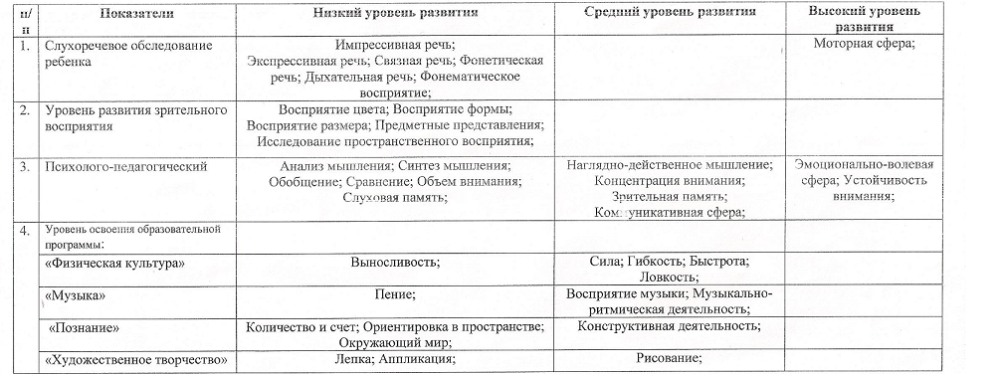 п/п Показатели Низкий уровень развития Средний уровень развития Высокий уровень развития
1. Слухоречевое обследование ребенка
Импрессивная речь;
Экспрессивная речь; Связная речь; Фонетическая
речь; Дыхательная речь; Фонематическое
восприятие;
Моторная сфера;
2. Уровень развития зрительного
восприятия
Восприятие цвета; Восприятие формы;
Восприятие размера; Предметные представления;
Исследование пространственного восприятия;
3. Психолого-педагогический
Анализ мышления; Синтез мышления;
Обобщение; Сравнение; Объем внимания;
Слуховая память;
Наглядно-действенное мышление;
Концентрация внимания;
Зрительная память;
Коммуникативная сфера;
Эмоционально-волевая
сфера; Устойчивость
внимания;
4. Уровень освоения образовательной
программы:
«Физическая культура»
Выносливость;
Сила; Гибкость; Быстрота;
Ловкость;
«Музыка»
Пение;
Восприятие музыки; Музыкально-
ритмическая деятельность;
«Познание»
Количество и счет; Ориентировка в пространстве;
Окружающий мир;
Конструктивная деятельность;
«Художественное творчество»
Лепка; Аппликация;
Рисование;